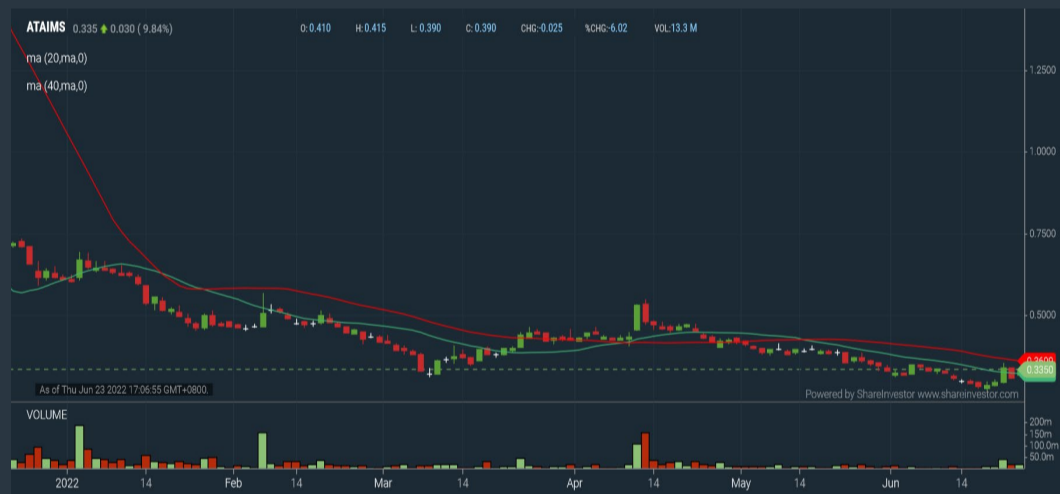 ATAIMS 0.335 0.030 ( 9.84%) O: 0.410 H: 0.415 L: 0.390 C: 0.390 CHG:-0.025 %CHG:-6.02 VOL:13.3 M
ma (20,ma,0)
ma (40,ma,0)
1.2500
1.0000
0.7500
0.5000
0.3600
0.3350
As of Thu Jun 23 2022 17:06:55 GMT+0800.
Powered by ShareInvestor www.shareinvestor.com
VOLUME
200m
150m
100.0m
50.0m
2022 14 Feb 14 Mar 14 Apr 14 May 14 Jun 14